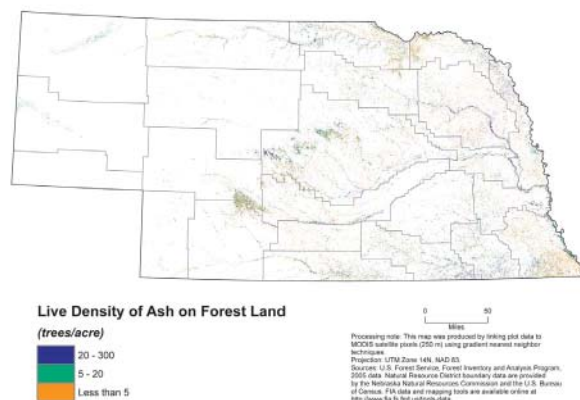 Live Density of Ash on Forest Land
(trees/acre)
20 - 300
5 - 20
Less than 5
0 50
Miles
Processing note: This map was produced by linking plot data to
MODIS satellite pixels (250 m) using gradient nearest neighbor
techniques.
Projection: UTM Zone 14N, NAD 83.
Sources: U.S. Forest Service, Forest Inventory and Analysis Program,
2005 data. Natural Resource District boundary data are provided
by the Nebraska Natural Resources Commission and the U.S. Bureau
of Census. FIA data and mapping tools are available online at